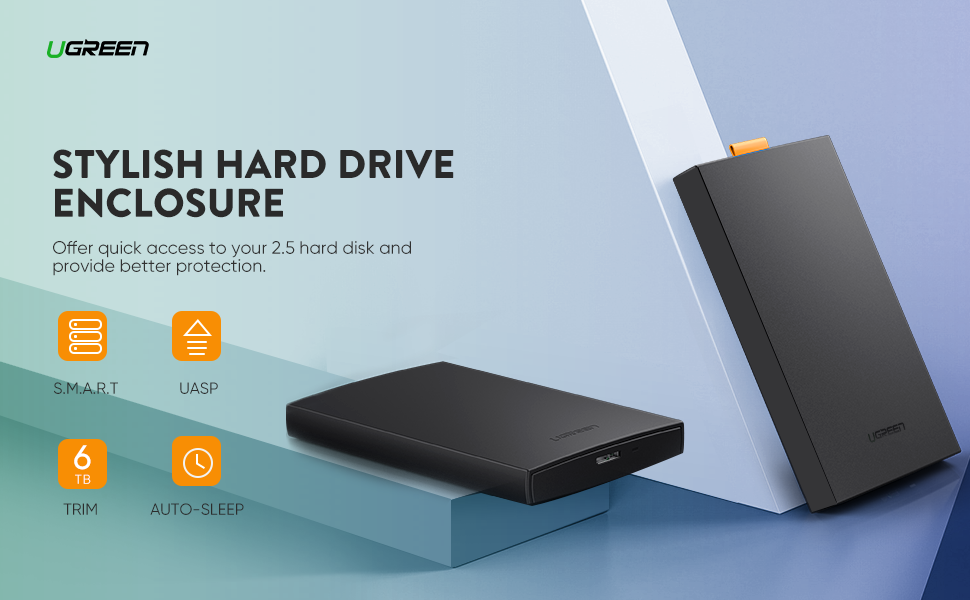 UGREEN
STYLISH HARD DRIVE
ENCLOSURE
Offer quick access to your 2.5 hard disk and
provide better protection.
S.M.A.R.T
UASP
6
TB
TRIM
AUTO-SLEEP
UGREEN
UGREEN